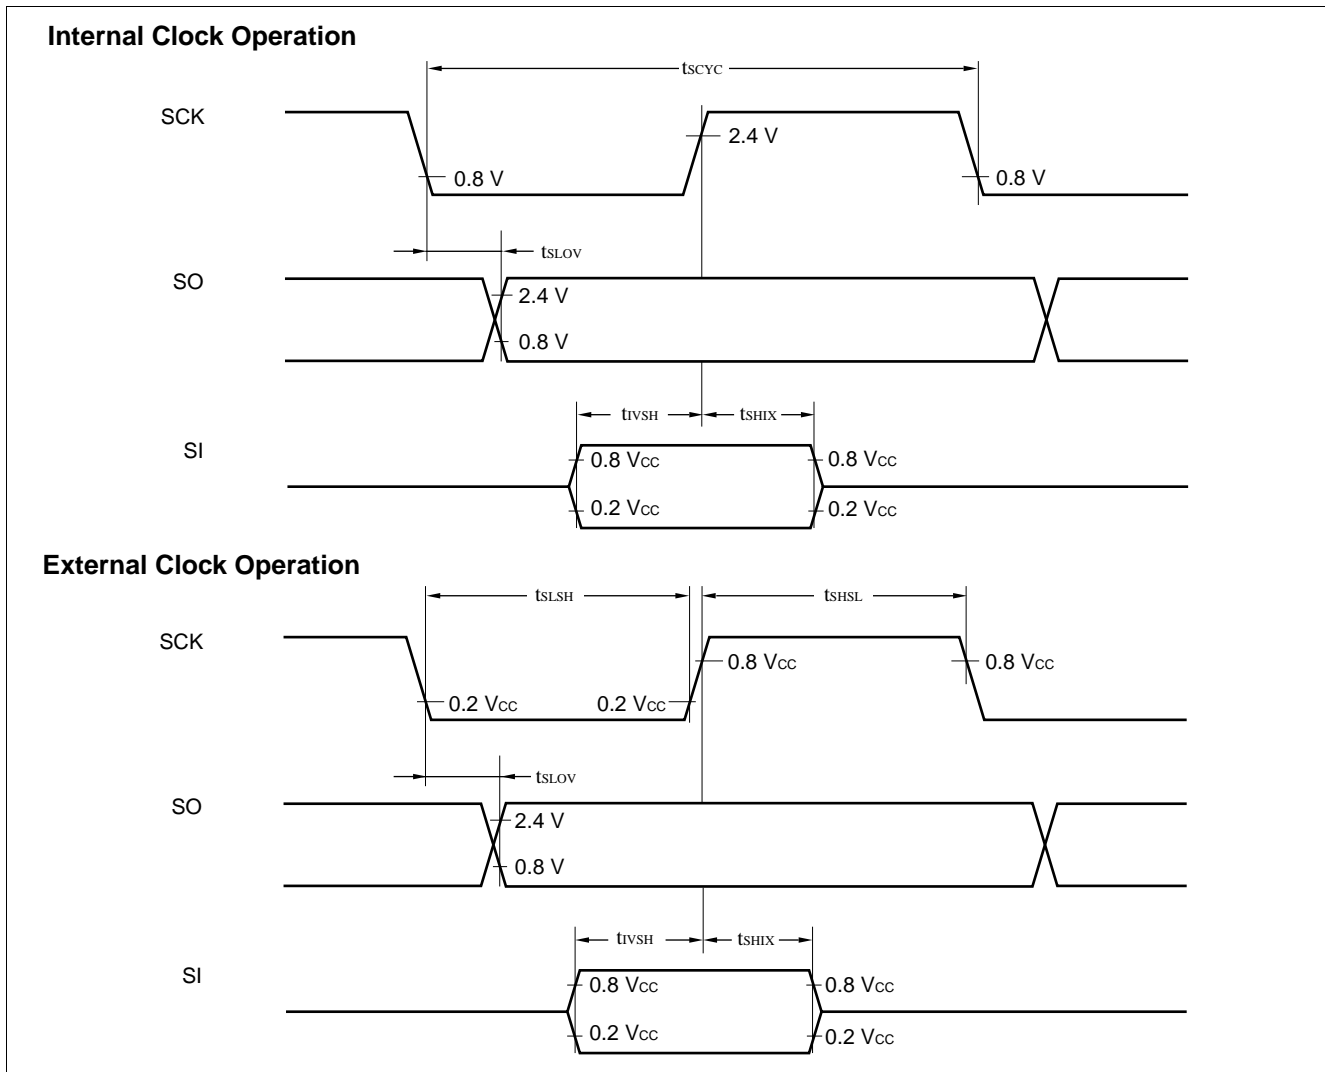 Internal Clock Operation
tSCYC
SCK
2.4 V
0.8 V
0.8 V
tSLOV
SO
2.4 V
0.8 V
tIVSH
tSHIX
SI
0.8 VCC
0.8 VCC
0.2 VCC
0.2 VCC
External Clock Operation
tSLSH
tSHSL
SCK
0.8 VCC
0.8 VCC
0.2 VCC
0.2 VCC
tSLOV
SO
2.4 V
0.8 V
tIVSH
tSHIX
SI
0.8 VCC
0.8 VCC
0.2 VCC
0.2 VCC